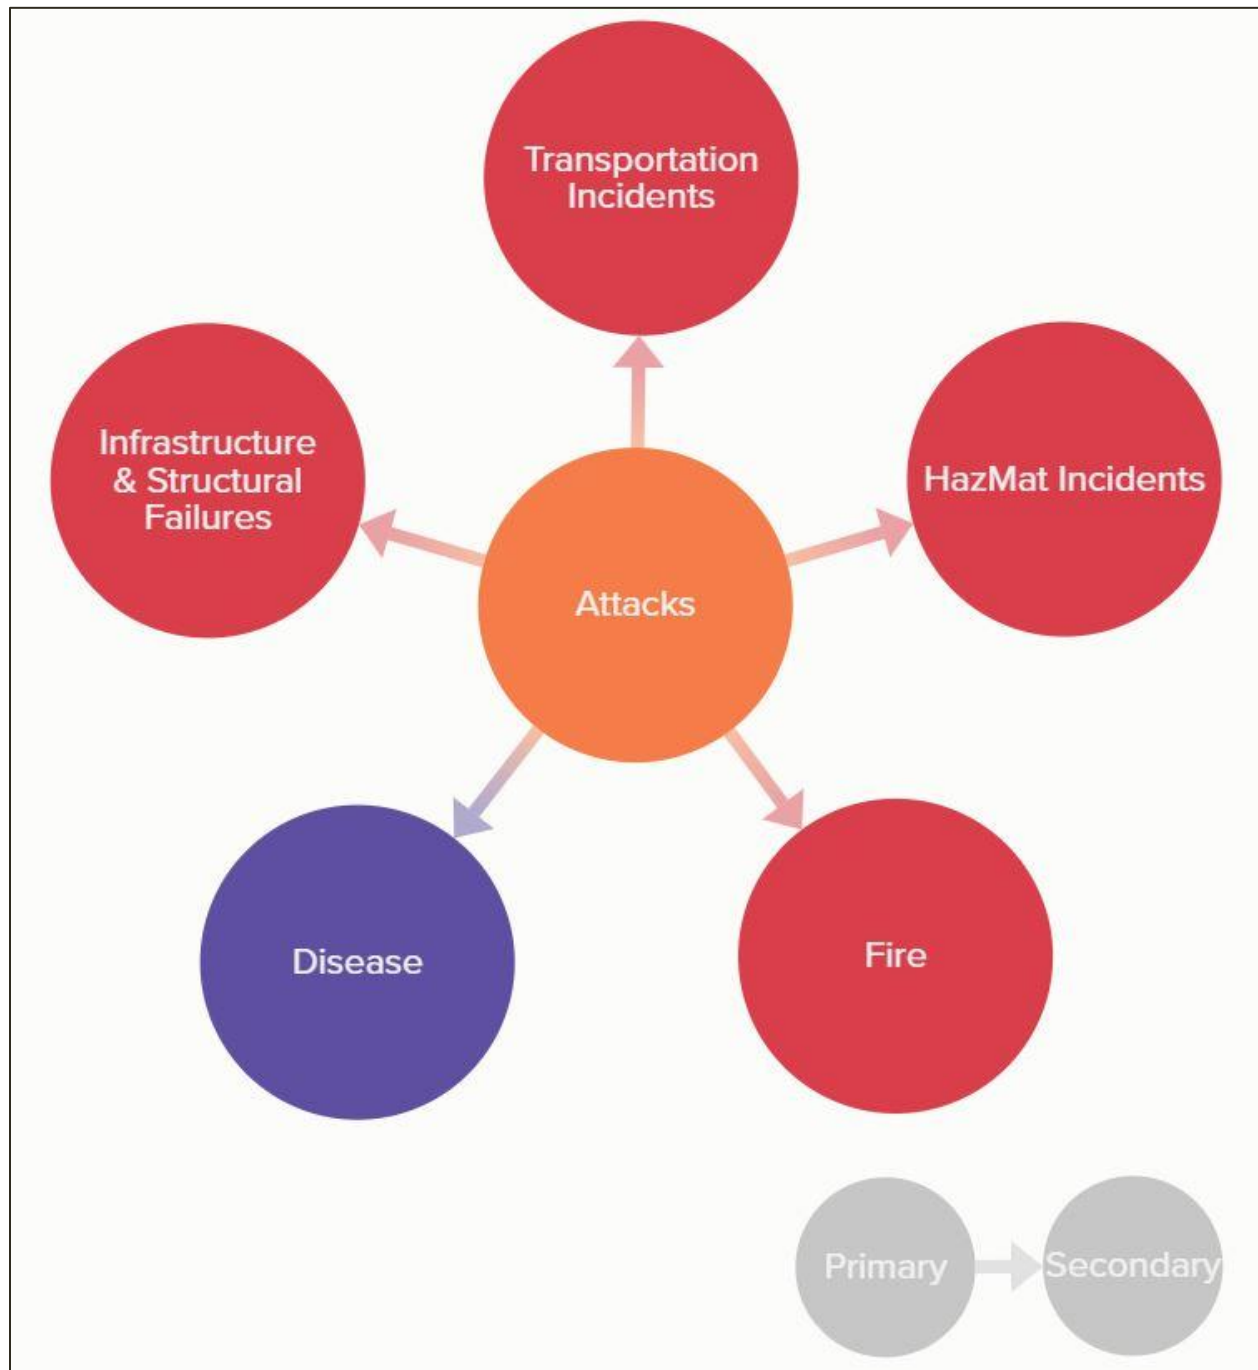 Transportation
Incidents
Infrastructure
& Structural
Failures
HazMat Incidents
Attacks
Disease
Fire
Primary
Secondary